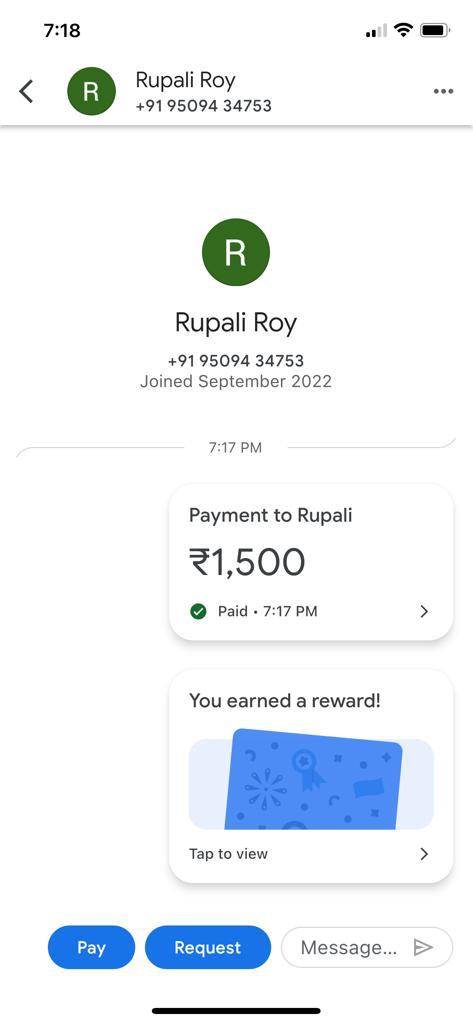 7:18
R
Rupali Roy
+91 95094 34753
R
Rupali Roy
+91 95094 34753
Joined September 2022
7:17 PM
Payment to Rupali
₹1,500
Paid • 7:17 PM
You earned a reward!
Tap to view
Pay
Request
Message...